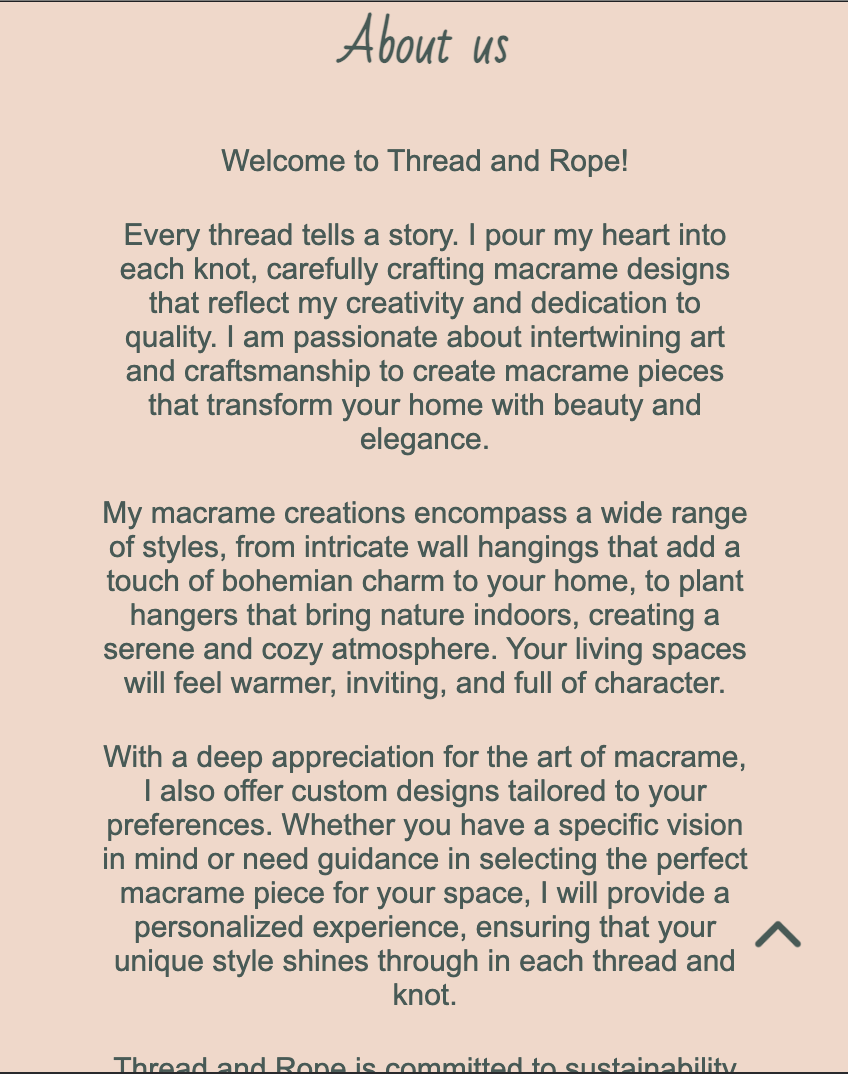 About us
Welcome to Thread and Rope!
Every thread tells a story. I pour my heart into
each knot, carefully crafting macrame designs
that reflect my creativity and dedication to
quality. I am passionate about intertwining art
and craftsmanship to create macrame pieces
that transform your home with beauty and
elegance.
My macrame creations encompass a wide range
of styles, from intricate wall hangings that add a
touch of bohemian charm to your home, to plant
hangers that bring nature indoors, creating a
serene and cozy atmosphere. Your living spaces
will feel warmer, inviting, and full of character.
With a deep appreciation for the art of macrame,
I also offer custom designs tailored to your
preferences. Whether you have a specific vision
in mind or need guidance in selecting the perfect
macrame piece for your space, I will provide a
personalized experience, ensuring that your
unique style shines through in each thread and
knot.
Thread and Rope is committed to sustainability